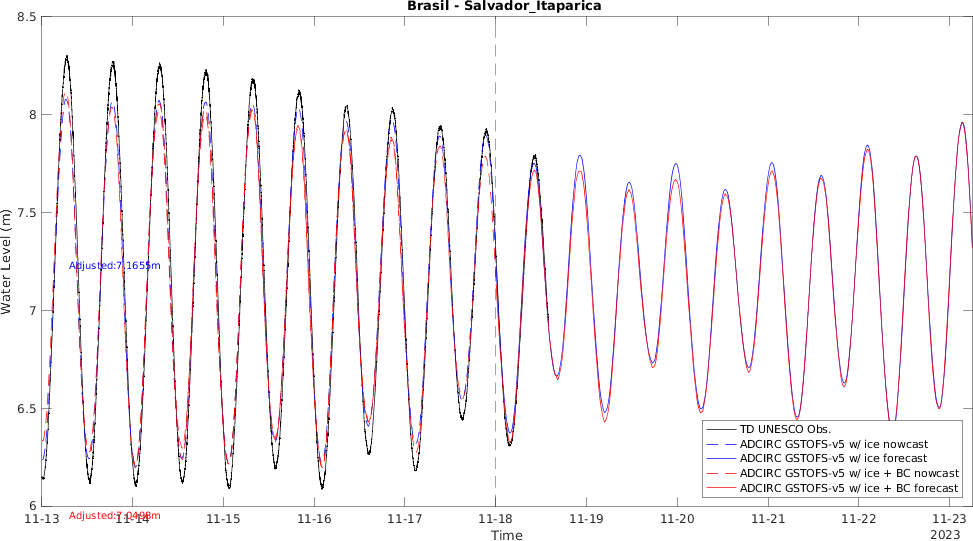 Brasil - Salvador_Itaparica
8.5
8
7.5
7
6.5
6
Water Level (m)
Adjusted:7.1655m
Adjusted:7.0498m
TD UNESCO Obs.
ADCIRC GSTOFS-v5 w/ ice nowcast
ADCIRC GSTOFS-v5 w/ ice forecast
ADCIRC GSTOFS-v5 w/ ice + BC nowcast
ADCIRC GSTOFS-v5 w/ ice + BC forecast
11-13 11-14 11-15 11-16 11-17 11-18 11-19 11-20 11-21 11-22 11-23
Time
2023